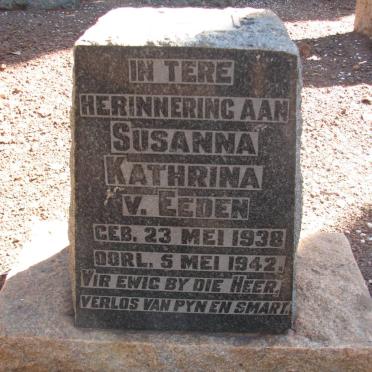 IN TERE
HERINNERING AAN
SUSANNA
KATHRINA
V. EEDEN
GEB. 23 MEI 1938
OORL. 5 MEI 1942.
VIR EWIG BY DIE HEER,
VERLOS VAN PYN EN SMART.